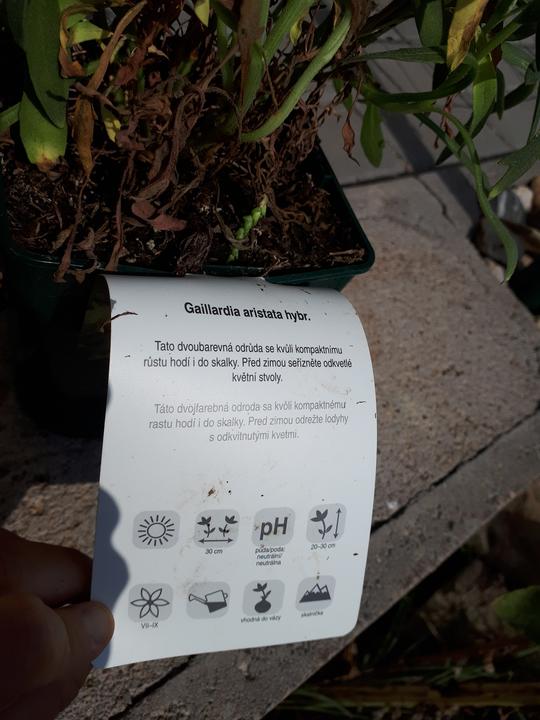 Gaillardia aristata hybr.
Tato dvoubarevná odrůda se kvůli kompaktnímu
růstu hodí i do skalky. Před zimou seřízněte odkvetlé
květní stvoly.
Táto dvojfarebná odroda sa kvôli kompaktnému
rastu hodí i do skalky. Pred zimou odrežte lodyhy
s odkvitnutými kvetmi.
30 cm
pH
půda/poda:
neutrální/
neutrálna
20–30 cm
VII–IX
vhodná do vázy
skalnička